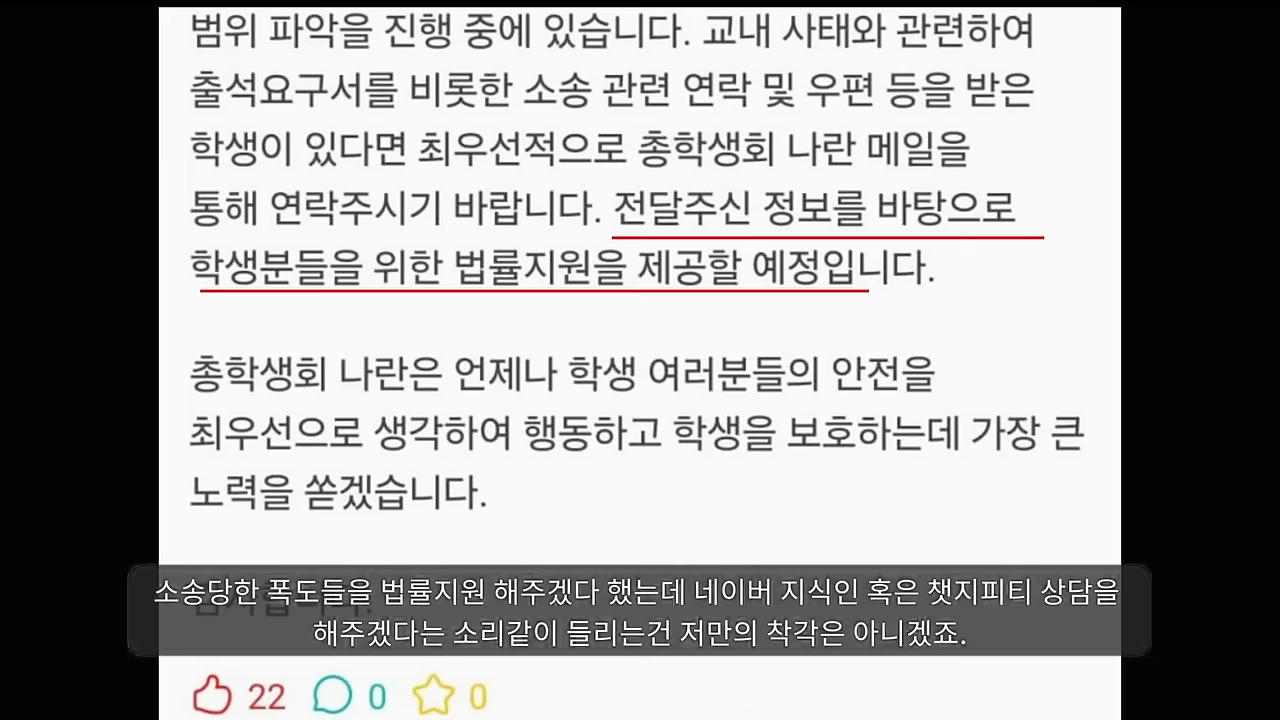 범위 파악을 진행 중에 있습니다. 교내 사태와 관련하여
출석요구서를 비롯한 소송 관련 연락 및 우편 등을 받은
학생이 있다면 최우선적으로 총학생회 나란 메일을
통해 연락주시기 바랍니다. 전달주신 정보를 바탕으로
학생분들을 위한 법률지원을 제공할 예정입니다.
총학생회 나란은 언제나 학생 여러분들의 안전을
최우선으로 생각하여 행동하고 학생을 보호하는데 가장 큰
노력을 쏟겠습니다.
소송당한 폭도들을 법률지원 해주겠다 했는데 네이버 지식인 혹은 챗지피티 상담을
해주겠다는 소리같이 들리는건 저만의 착각은 아니겠죠.
22 0 0